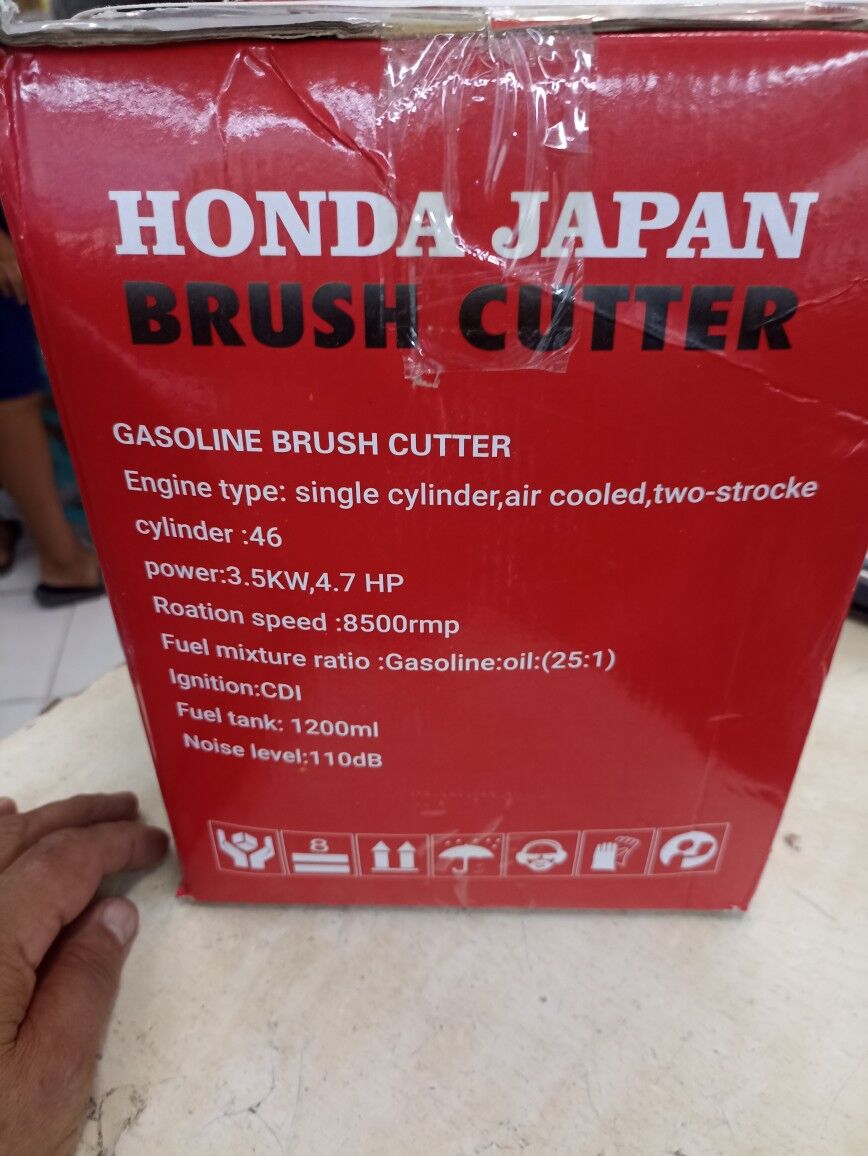 HONDA JAPAN
BRUSH CUTTER
GASOLINE BRUSH CUTTER
Engine type: single cylinder,air cooled,two-strocke
cylinder :46
power:3.5KW,4.7 HP
Roation speed :8500rmp
Fuel mixture ratio :Gasoline:oil:(25:1)
Ignition:CDI
Fuel tank: 1200ml
Noise level:110dB
8